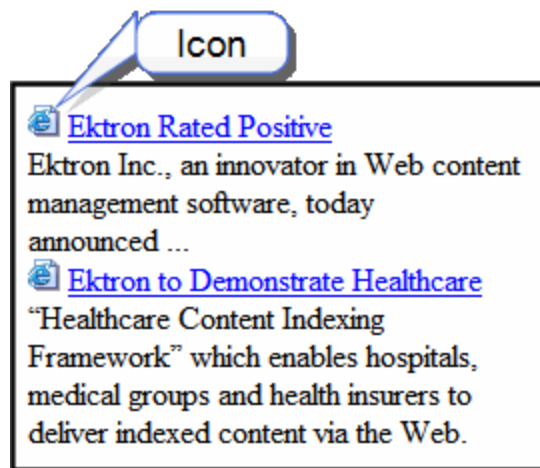 Icon
Ektron Rated Positive
Ektron Inc., an innovator in Web content
management software, today
announced ...
Ektron to Demonstrate Healthcare
“Healthcare Content Indexing
Framework” which enables hospitals,
medical groups and health insurers to
deliver indexed content via the Web.